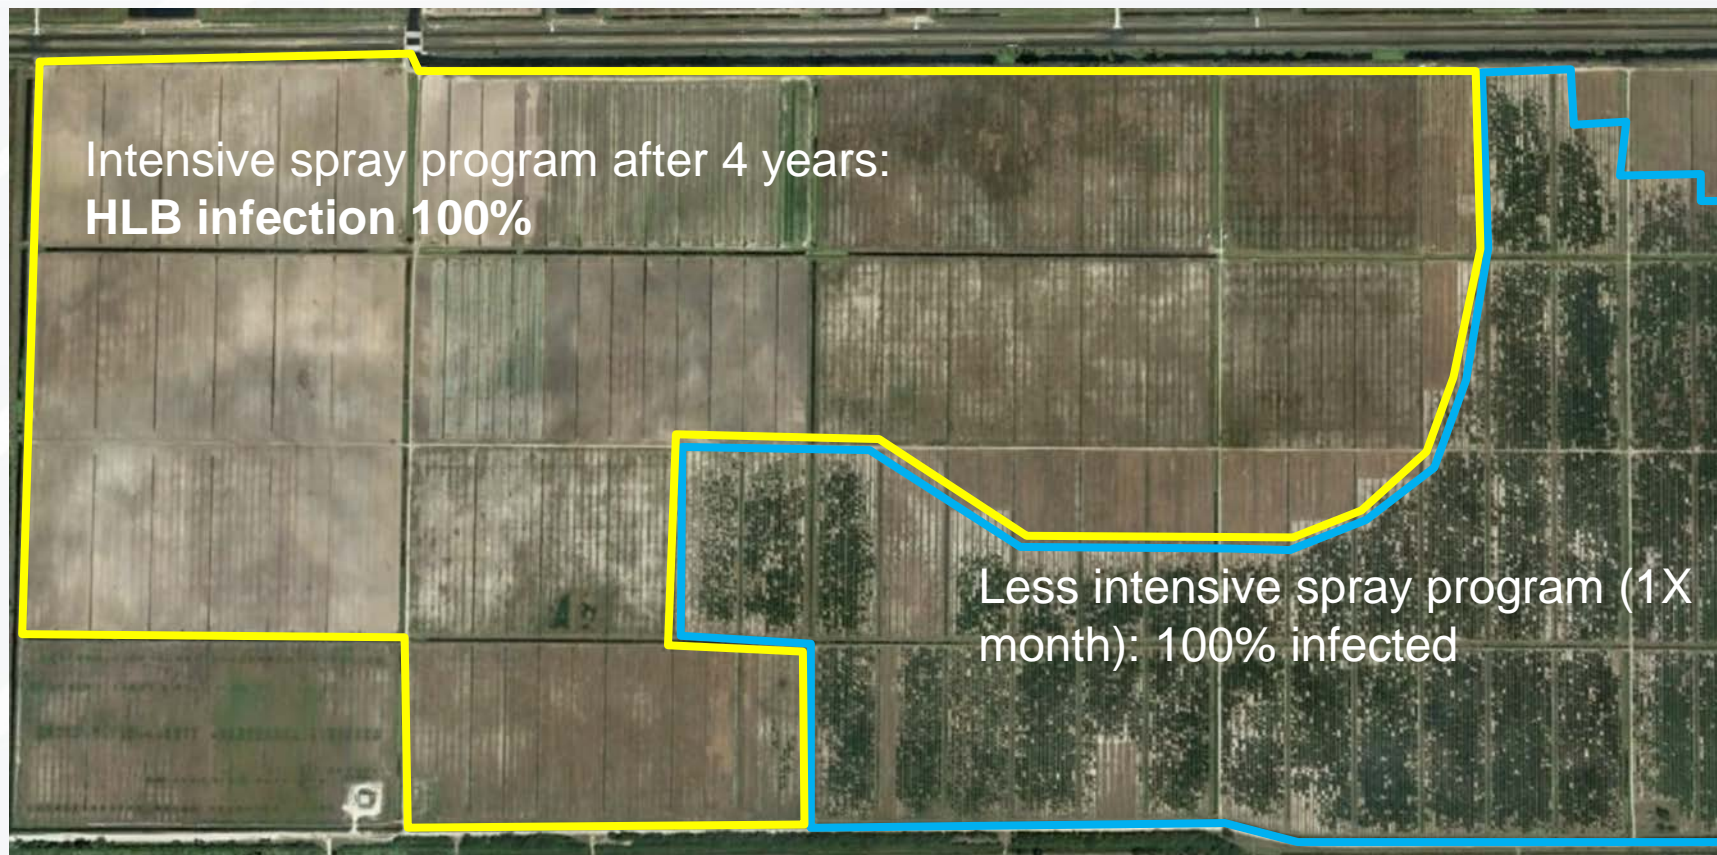 Intensive spray program after 4 years:
HLB infection 100%
Less intensive spray program (1X
month): 100% infected